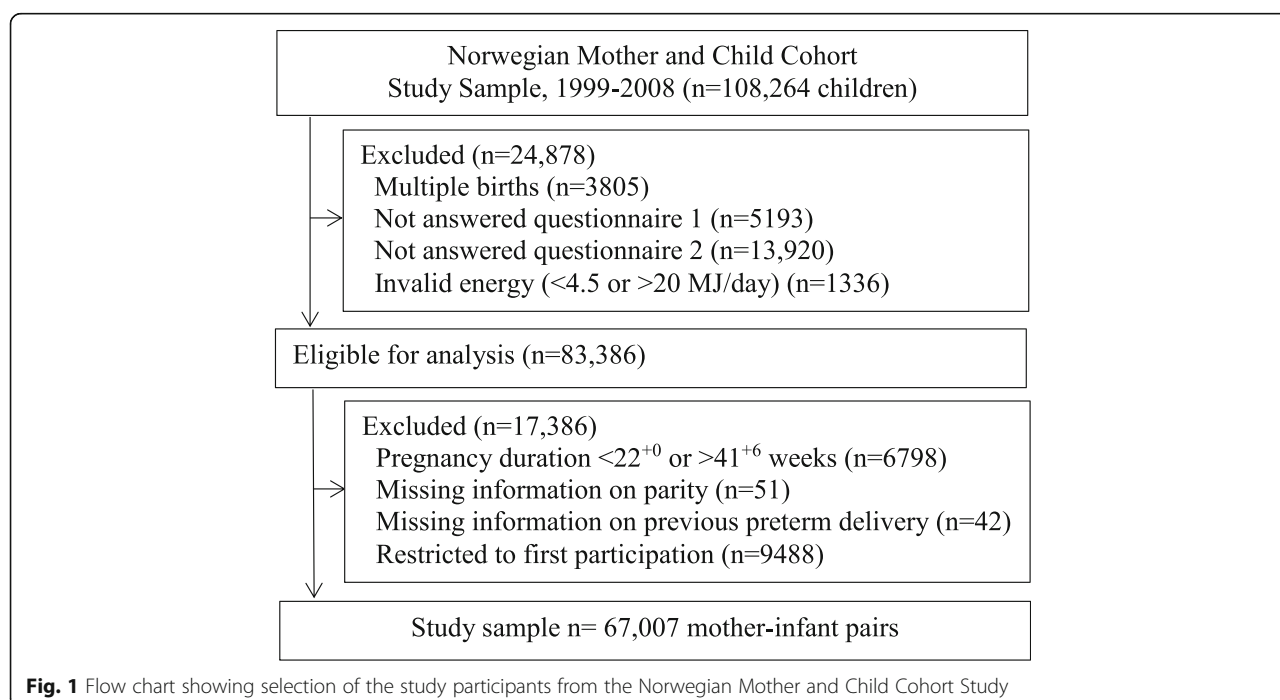 Norwegian Mother and Child Cohort
Study Sample, 1999-2008 (n=108,264 children)
Excluded (n=24,878)
Multiple births (n=3805)
Not answered questionnaire 1 (n=5193)
Not answered questionnaire 2 (n=13,920)
Invalid energy (<4.5 or >20 MJ/day) (n=1336)
Eligible for analysis (n=83,386)
Excluded (n=17,386)
Pregnancy duration <22⁺⁰ or >41⁺⁶ weeks (n=6798)
Missing information on parity (n=51)
Missing information on previous preterm delivery (n=42)
Restricted to first participation (n=9488)
Study sample n= 67,007 mother-infant pairs
Fig. 1 Flow chart showing selection of the study participants from the Norwegian Mother and Child Cohort Study